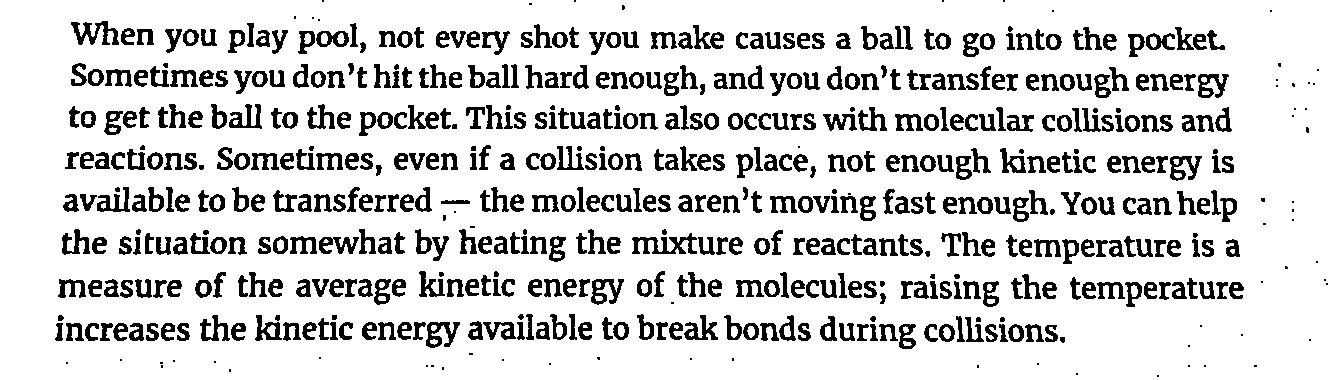 When you play pool, not every shot you make causes a ball to go into the pocket.
Sometimes you don't hit the ball hard enough, and you don't transfer enough energy
to get the ball to the pocket. This situation also occurs with molecular collisions and
reactions. Sometimes, even if a collision takes place, not enough kinetic energy is
available to be transferred — the molecules aren't moving fast enough. You can help
the situation somewhat by heating the mixture of reactants. The temperature is a
measure of the average kinetic energy of the molecules; raising the temperature
increases the kinetic energy available to break bonds during collisions.